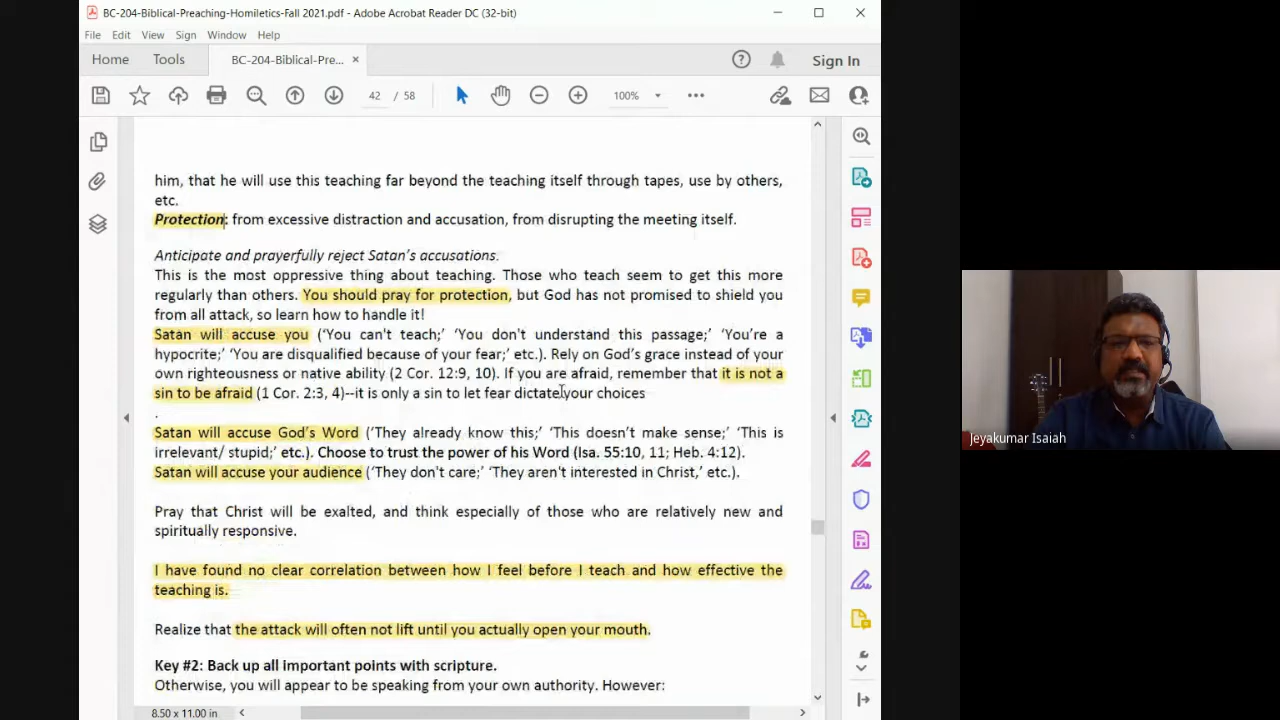 BC-204-Biblical-Preaching-Homiletics-Fall 2021.pdf - Adobe Acrobat Reader DC (32-bit)
File Edit View Sign Window Help
Home Tools BC-204-Biblical-Pre... × Sign In
42 / 58 100%
him, that he will use this teaching far beyond the teaching itself through tapes, use by others,
etc.
Protection: from excessive distraction and accusation, from disrupting the meeting itself.
Anticipate and prayerfully reject Satan's accusations.
This is the most oppressive thing about teaching. Those who teach seem to get this more
regularly than others. You should pray for protection, but God has not promised to shield you
from all attack, so learn how to handle it!
Satan will accuse you ('You can't teach;' 'You don't understand this passage;' 'You're a
hypocrite;' 'You are disqualified because of your fear;' etc.). Rely on God's grace instead of your
own righteousness or native ability (2 Cor. 12:9, 10). If you are afraid, remember that it is not a
sin to be afraid (1 Cor. 2:3, 4)--it is only a sin to let fear dictate your choices
.
Satan will accuse God's Word ('They already know this;' 'This doesn't make sense;' 'This is
irrelevant/ stupid;' etc.). Choose to trust the power of his Word (Isa. 55:10, 11; Heb. 4:12).
Satan will accuse your audience ('They don't care;' 'They aren't interested in Christ,' etc.).
Pray that Christ will be exalted, and think especially of those who are relatively new and
spiritually responsive.
I have found no clear correlation between how I feel before I teach and how effective the
teaching is.
Realize that the attack will often not lift until you actually open your mouth.
Key #2: Back up all important points with scripture.
Otherwise, you will appear to be speaking from your own authority. However:
8.50 x 11.00 in
Jeyakumar Isaiah